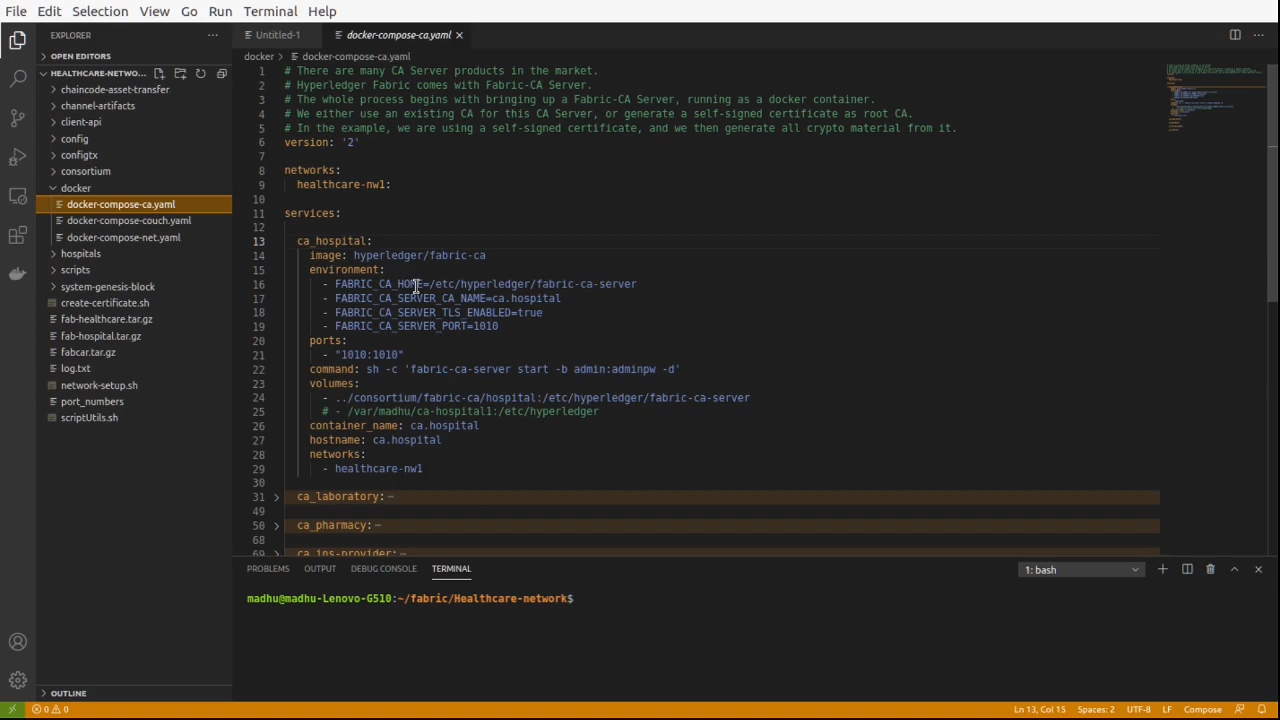 File Edit Selection View Go Run Terminal Help
EXPLORER
OPEN EDITORS
HEALTHCARE-NETWO...
chaincode-asset-transfer
channel-artifacts
client-api
config
configtx
consortium
docker
docker-compose-ca.yaml
docker-compose-couch.yaml
docker-compose-net.yaml
hospitals
scripts
system-genesis-block
create-certificate.sh
fab-healthcare.tar.gz
fab-hospital.tar.gz
fabcar.tar.gz
log.txt
network-setup.sh
port_numbers
scriptUtils.sh
OUTLINE
Untitled-1 docker-compose-ca.yaml
docker > docker-compose-ca.yaml
1 # There are many CA Server products in the market.
2 # Hyperledger Fabric comes with Fabric-CA Server.
3 # The whole process begins with bringing up a Fabric-CA Server, running as a docker container.
4 # We either use an existing CA for this CA Server, or generate a self-signed certificate as root CA.
5 # In the example, we are using a self-signed certificate, and we then generate all crypto material from it.
6 version: '2'
7
8 networks:
9 healthcare-nw1:
10
11 services:
12
13 ca_hospital:
14 image: hyperledger/fabric-ca
15 environment:
16 - FABRIC_CA_HOME=/etc/hyperledger/fabric-ca-server
17 - FABRIC_CA_SERVER_CA_NAME=ca.hospital
18 - FABRIC_CA_SERVER_TLS_ENABLED=true
19 - FABRIC_CA_SERVER_PORT=1010
20 ports:
21 - "1010:1010"
22 command: sh -c 'fabric-ca-server start -b admin:adminpw -d'
23 volumes:
24 - ../consortium/fabric-ca/hospital:/etc/hyperledger/fabric-ca-server
25 # - /var/madhu/ca-hospital1:/etc/hyperledger
26 container_name: ca.hospital
27 hostname: ca.hospital
28 networks:
29 - healthcare-nw1
30
31 ca_laboratory:
49
50 ca_pharmacy:
68
69 ca_ins-provider:
PROBLEMS OUTPUT DEBUG CONSOLE TERMINAL 1: bash
madhu@madhu-Lenovo-G510:~/fabric/Healthcare-network$
0 0 Ln 13, Col 15 Spaces: 2 UTF-8 LF Compose